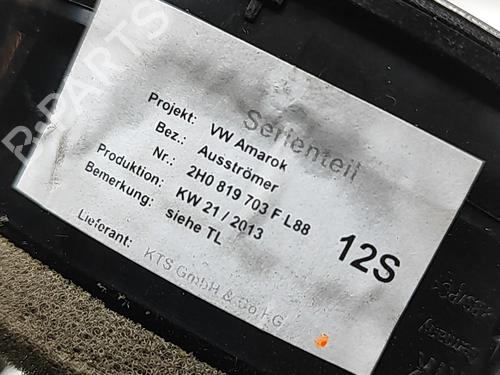 Serienteil
Projekt: VW Amarok
Bez.: Ausströmer
Nr.: 2H0 819 703 F L88
Produktion: KW 21 / 2013
Bemerkung: siehe TL
Lieferant: KTS GmbH & Co KG
12S
B-PARTS